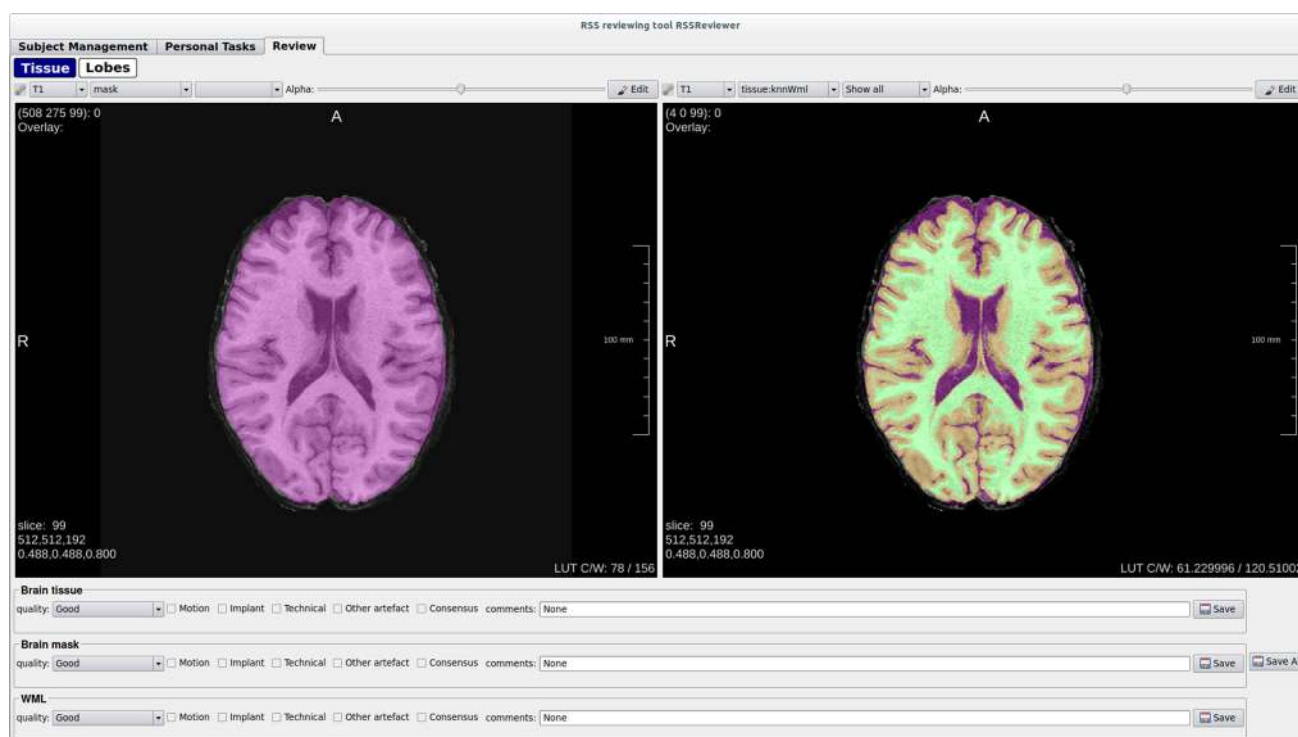 RSS reviewing tool RSSReviewer
Subject Management Personal Tasks Review
Tissue Lobes
T1 mask Alpha: Edit T1 tissue:knnWml Show all Alpha: Edit
(508 275 99): 0 A (4 0 99): 0 A
Overlay: Overlay:
R 100 mm R 100 mm
slice: 99 slice: 99
512,512,192 512,512,192
0.488,0.488,0.800 0.488,0.488,0.800
LUT C/W: 78 / 156 LUT C/W: 61.229996 / 120.51002
Brain tissue
quality: Good Motion Implant Technical Other artefact Consensus comments: None Save
Brain mask
quality: Good Motion Implant Technical Other artefact Consensus comments: None Save Save A
WML
quality: Good Motion Implant Technical Other artefact Consensus comments: None Save